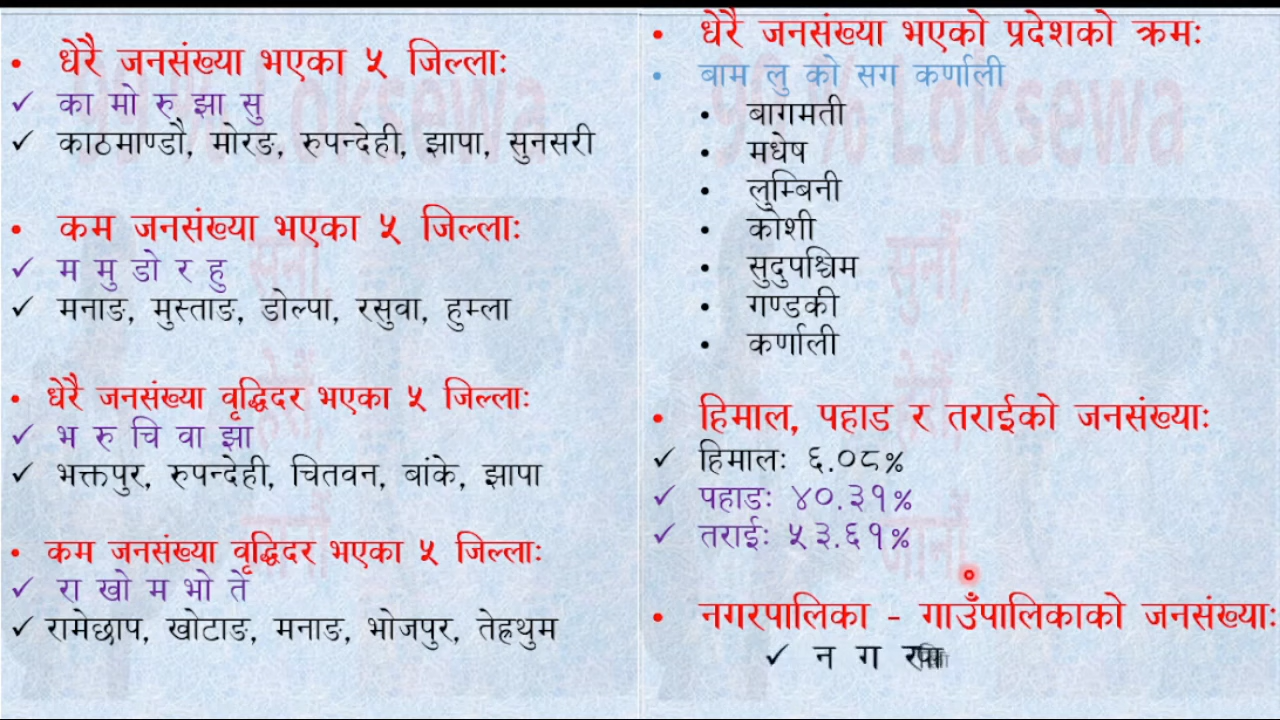 • धेरै जनसंख्या भएका ५ जिल्लाः
✓ का मो रु झा सु
✓ काठमाण्डौ, मोरङ, रुपन्देही, झापा, सुनसरी
• कम जनसंख्या भएका ५ जिल्लाः
✓ म मु डो र हु
✓ मनाङ, मुस्ताङ, डोल्पा, रसुवा, हुम्ला
• धेरै जनसंख्या वृद्धिदर भएका ५ जिल्लाः
✓ भ रु चि वा झा
✓ भक्तपुर, रुपन्देही, चितवन, बांके, झापा
• कम जनसंख्या वृद्धिदर भएका ५ जिल्लाः
✓ रा खो म भो ते
✓ रामेछाप, खोटाङ, मनाङ, भोजपुर, तेह्रथुम
• धेरै जनसंख्या भएको प्रदेशको क्रमः
• बाम लु को सग कर्णाली
• बागमती
• मधेष
• लुम्बिनी
• कोशी
• सुदुपश्चिम
• गण्डकी
• कर्णाली
• हिमाल, पहाड र तराईको जनसंख्याः
✓ हिमालः ६.०८%
✓ पहाडः ४०.३१%
✓ तराईः ५३.६१%
• नगरपालिका - गाउँपालिकाको जनसंख्याः
✓ न ग
99% Loksewa
सुनौं,
हेरौं,
जानौं